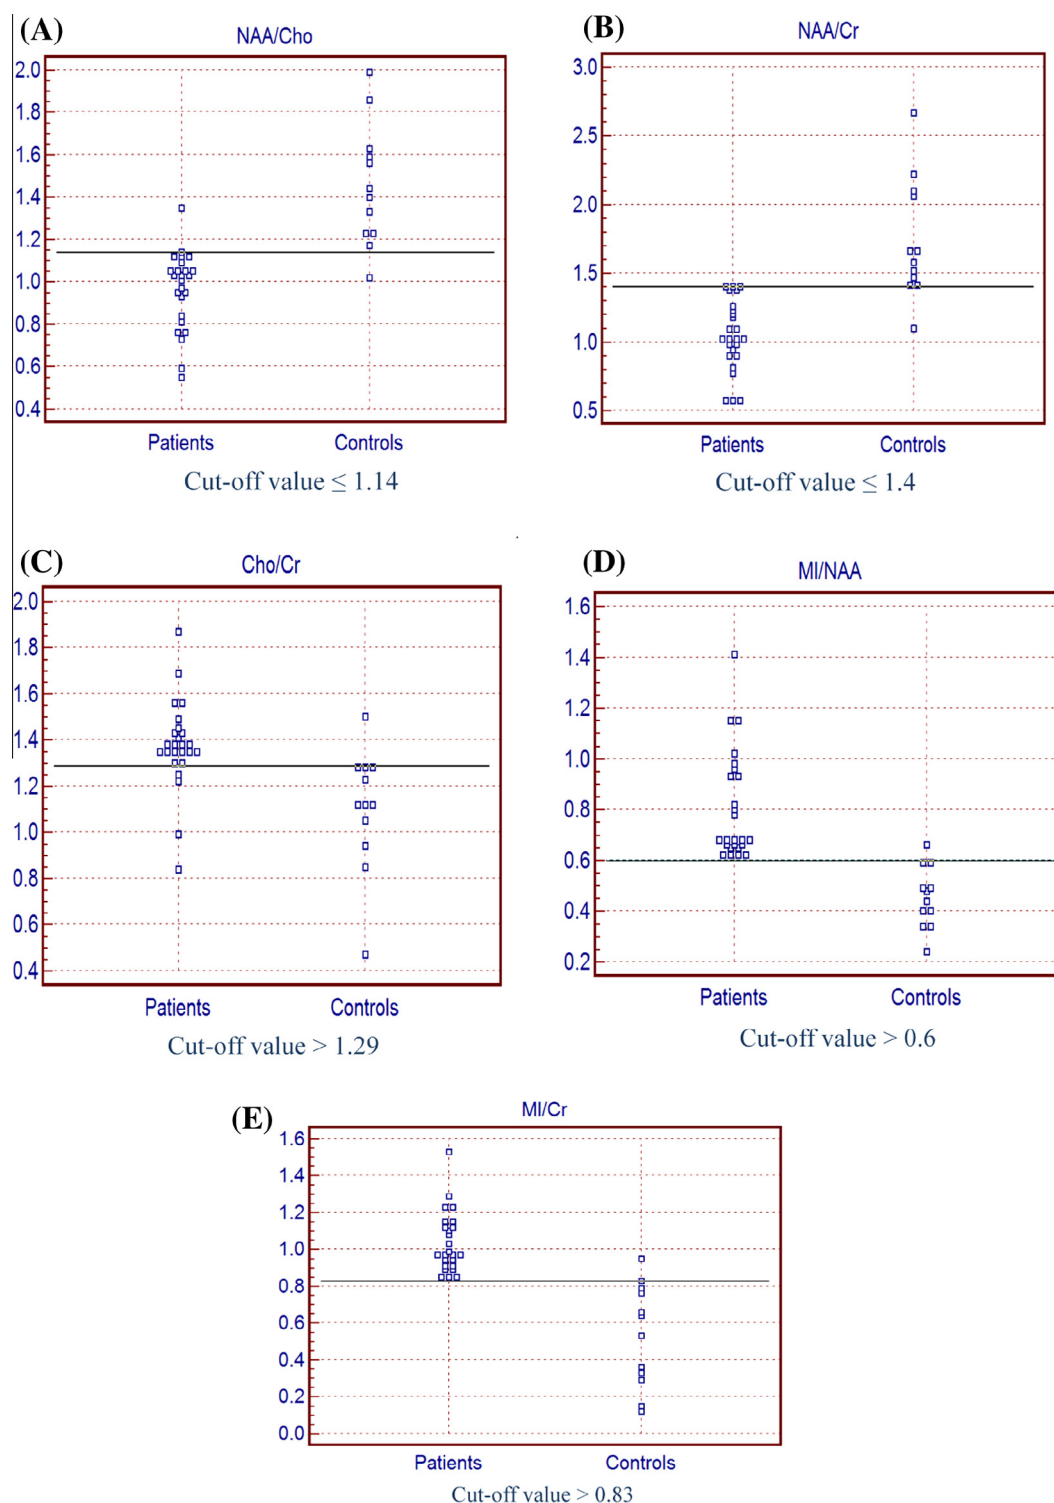 (A)
NAA/Cho
2.0
1.8
1.6
1.4
1.2
1.0
0.8
0.6
0.4
Patients Controls
Cut-off value ≤ 1.14
(B)
NAA/Cr
3.0
2.5
2.0
1.5
1.0
0.5
Patients Controls
Cut-off value ≤ 1.4
(C)
Cho/Cr
2.0
1.8
1.6
1.4
1.2
1.0
0.8
0.6
0.4
Patients Controls
Cut-off value > 1.29
(D)
MI/NAA
1.6
1.4
1.2
1.0
0.8
0.6
0.4
0.2
Patients Controls
Cut-off value > 0.6
(E)
MI/Cr
1.6
1.4
1.2
1.0
0.8
0.6
0.4
0.2
0.0
Patients Controls
Cut-off value > 0.83